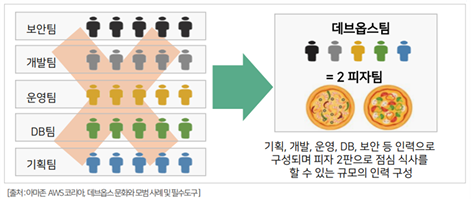 보안팀
개발팀
운영팀
DB팀
기획팀
데브옵스팀
= 2 피자팀
기획, 개발, 운영, DB, 보안 등 인력으로
구성되며 피자 2판으로 점심 식사를
할 수 있는 규모의 인력 구성
[출처 : 아마존 AWS 코리아, 데브옵스 문화와 모범 사례 및 필수도구]